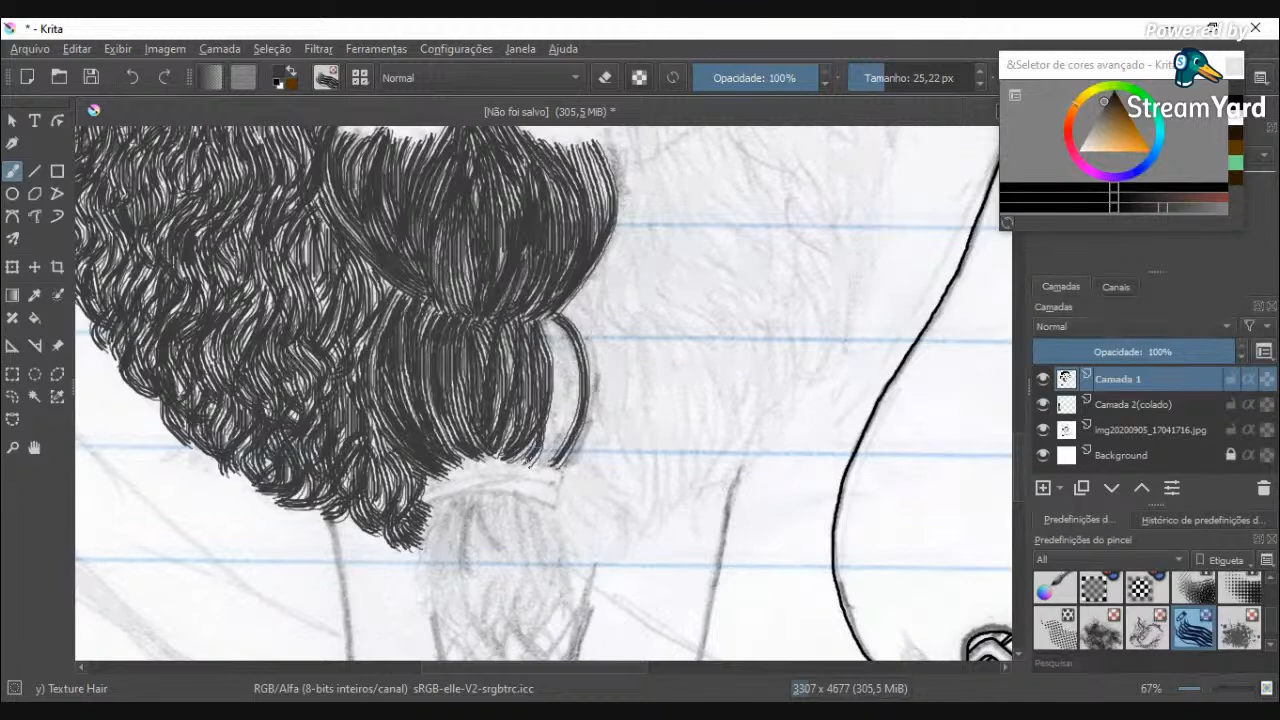 * - Krita
Powered by
StreamYard
Arquivo Editar Exibir Imagem Camada Seleção Filtrar Ferramentas Configurações Janela Ajuda
Normal
Opacidade: 100%
Tamanho: 25,22 px
&Seletor de cores avançado - Krita
[Não foi salvo] (305,5 MiB) *
Camadas Canais
Camadas
Normal
Opacidade: 100%
Camada 1
Camada 2(colado)
img20200905_17041716.jpg
Background
Predefinições d... Histórico de predefinições d...
Predefinições do pincel
All
Etiqueta
Pesquisar
y) Texture Hair
RGB/Alfa (8-bits inteiros/canal) sRGB-elle-V2-srgbtrc.icc
3307 x 4677 (305,5 MiB)
67%